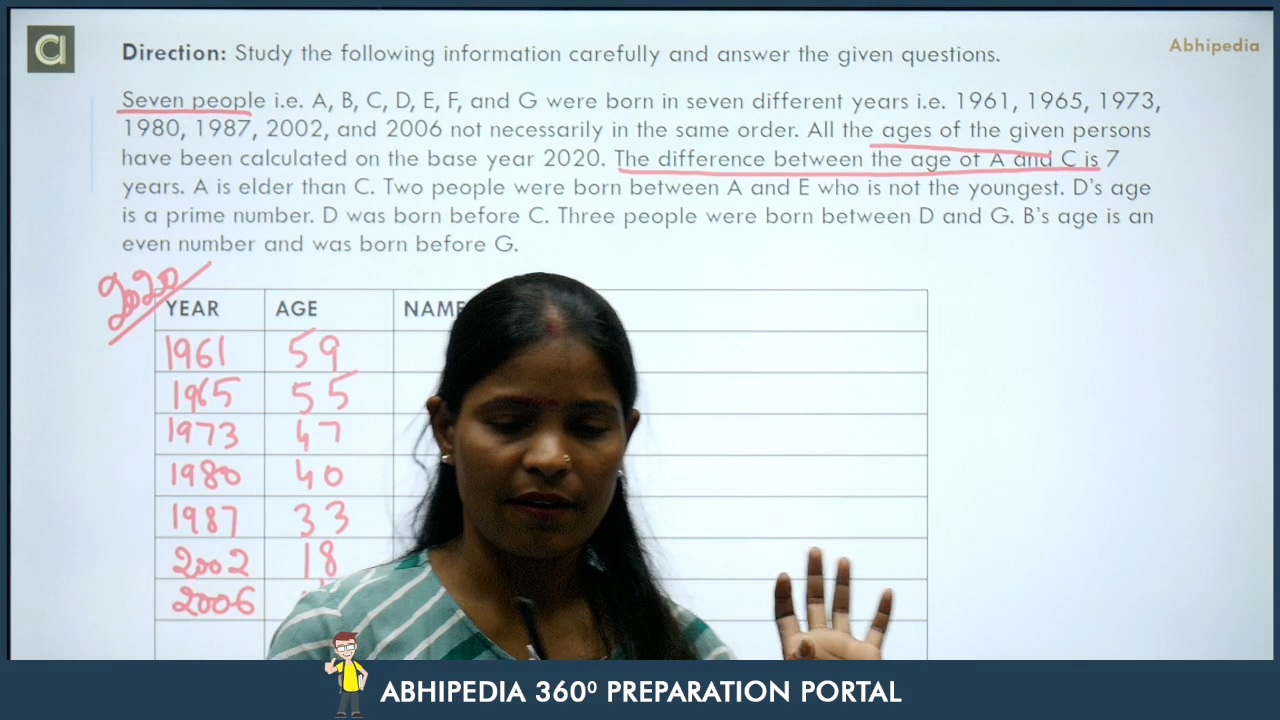 Abhipedia
Direction: Study the following information carefully and answer the given questions.
Seven people i.e. A, B, C, D, E, F, and G were born in seven different years i.e. 1961, 1965, 1973,
1980, 1987, 2002, and 2006 not necessarily in the same order. All the ages of the given persons
have been calculated on the base year 2020. The difference between the age of A and C is 7
years. A is elder than C. Two people were born between A and E who is not the youngest. D's age
is a prime number. D was born before C. Three people were born between D and G. B's age is an
even number and was born before G.
2020
YEAR AGE NAME
1961 59
1965 55
1973 47
1980 40
1987 33
2002 18
2006
ABHIPEDIA 360⁰ PREPARATION PORTAL